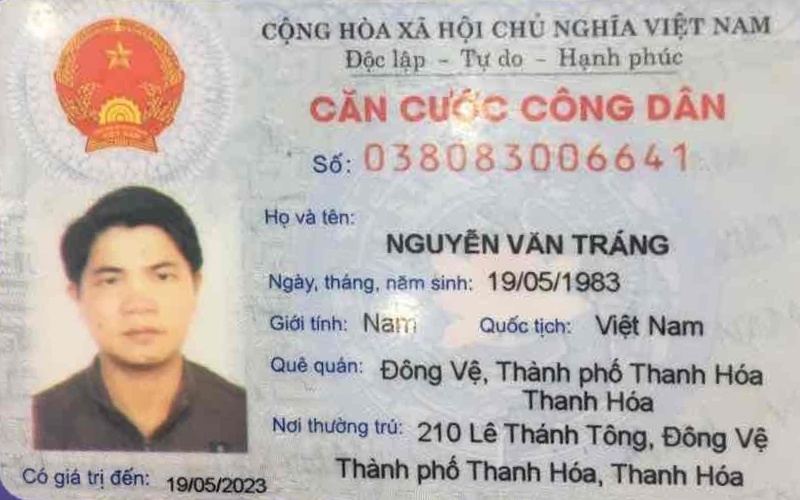 CỘNG HÒA XÃ HỘI CHỦ NGHĨA VIỆT NAM
Độc lập - Tự do - Hạnh phúc
CĂN CƯỚC CÔNG DÂN
Số: 038083006641
Họ và tên:
NGUYỄN VĂN TRÁNG
Ngày, tháng, năm sinh: 19/05/1983
Giới tính: Nam Quốc tịch: Việt Nam
Quê quán: Đông Vệ, Thành phố Thanh Hóa
Thanh Hóa
Nơi thường trú: 210 Lê Thánh Tông, Đông Vệ
Thành phố Thanh Hóa, Thanh Hóa
Có giá trị đến: 19/05/2023